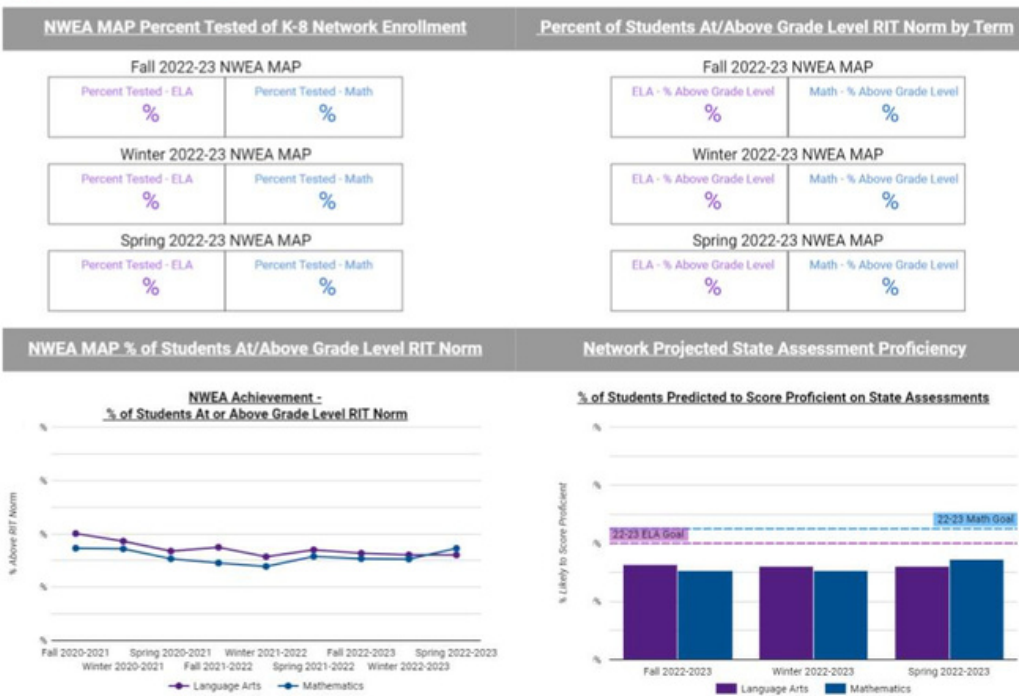 NWEA MAP Percent Tested of K-8 Network Enrollment
Fall 2022-23 NWEA MAP
Percent Tested - ELA
%
Percent Tested - Math
%
Winter 2022-23 NWEA MAP
Percent Tested - ELA
%
Percent Tested - Math
%
Spring 2022-23 NWEA MAP
Percent Tested - ELA
%
Percent Tested - Math
%
Percent of Students At/Above Grade Level RIT Norm by Term
Fall 2022-23 NWEA MAP
ELA - % Above Grade Level
%
Math - % Above Grade Level
%
Winter 2022-23 NWEA MAP
ELA - % Above Grade Level
%
Math - % Above Grade Level
%
Spring 2022-23 NWEA MAP
ELA - % Above Grade Level
%
Math - % Above Grade Level
%
NWEA MAP % of Students At/Above Grade Level RIT Norm
NWEA Achievement -
% of Students At or Above Grade Level RIT Norm
% Above RIT Norm
%
%
%
%
%
Fall 2020-2021
Winter 2020-2021
Spring 2020-2021
Fall 2021-2022
Winter 2021-2022
Spring 2021-2022
Fall 2022-2023
Winter 2022-2023
Spring 2022-2023
Language Arts
Mathematics
Network Projected State Assessment Proficiency
% of Students Predicted to Score Proficient on State Assessments
% Likely to Score Proficient
%
%
%
%
%
22-23 Math Goal
22-23 ELA Goal
Fall 2022-2023
Winter 2022-2023
Spring 2022-2023
Language Arts
Mathematics